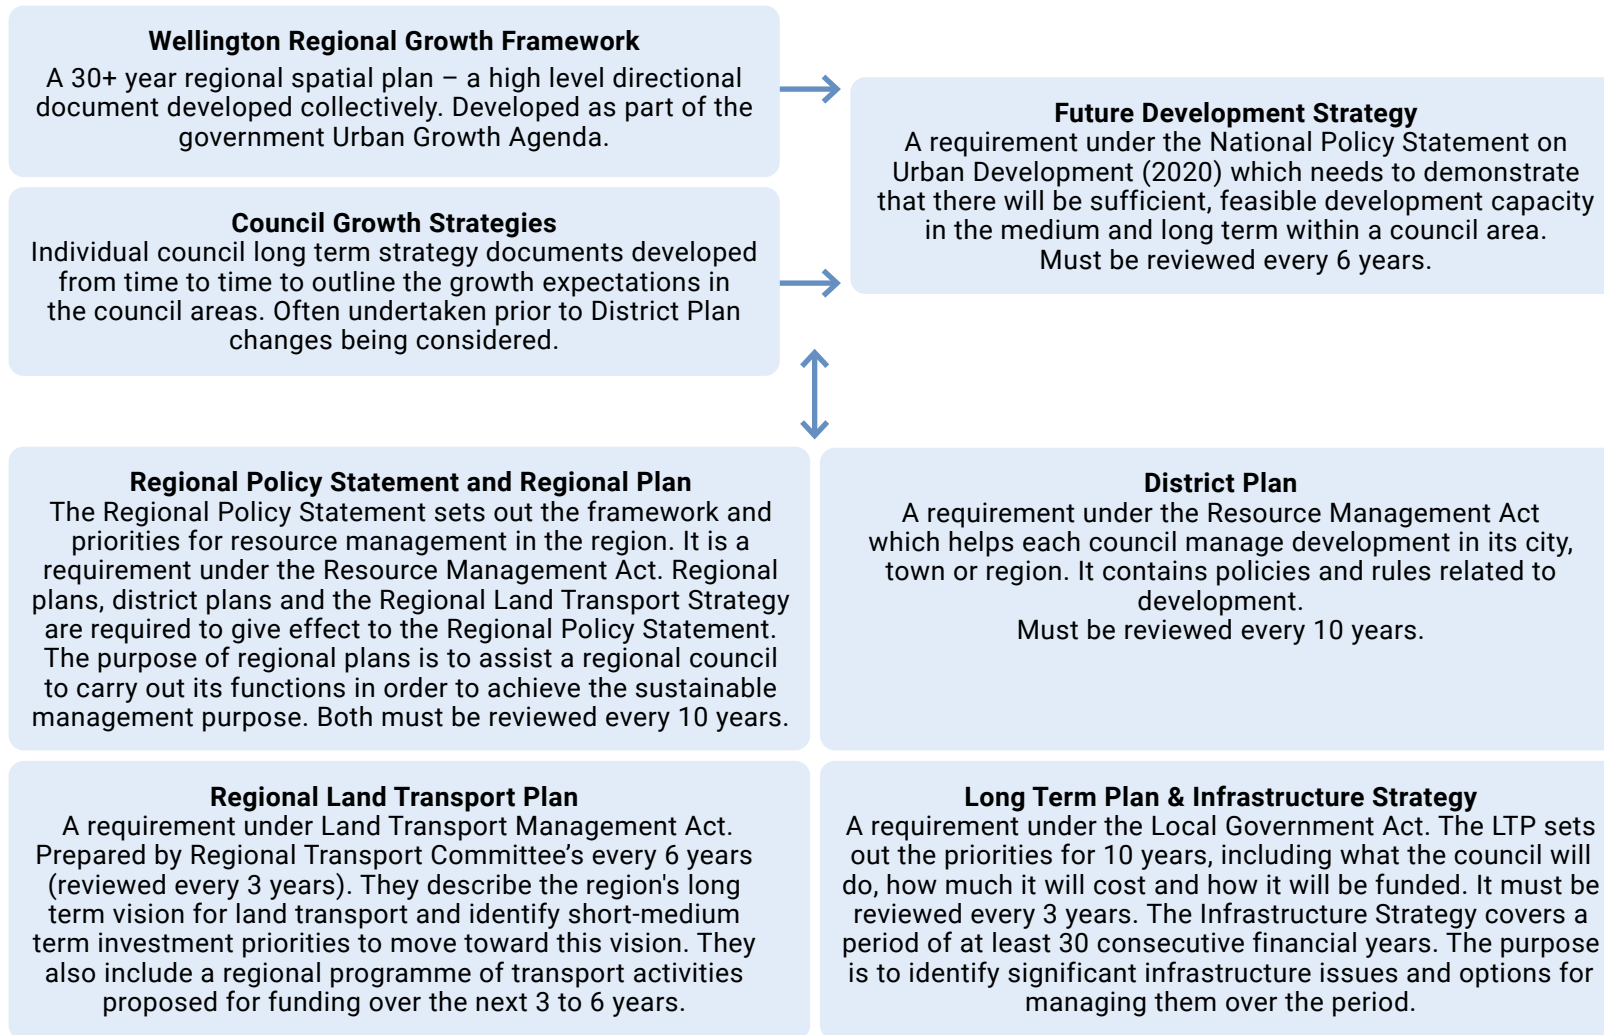 Wellington Regional Growth Framework
A 30+ year regional spatial plan – a high level directional
document developed collectively. Developed as part of the
government Urban Growth Agenda.
Future Development Strategy
A requirement under the National Policy Statement on
Urban Development (2020) which needs to demonstrate
that there will be sufficient, feasible development capacity
in the medium and long term within a council area.
Must be reviewed every 6 years.
Council Growth Strategies
Individual council long term strategy documents developed
from time to time to outline the growth expectations in
the council areas. Often undertaken prior to District Plan
changes being considered.
Regional Policy Statement and Regional Plan
The Regional Policy Statement sets out the framework and
priorities for resource management in the region. It is a
requirement under the Resource Management Act. Regional
plans, district plans and the Regional Land Transport Strategy
are required to give effect to the Regional Policy Statement.
The purpose of regional plans is to assist a regional council
to carry out its functions in order to achieve the sustainable
management purpose. Both must be reviewed every 10 years.
District Plan
A requirement under the Resource Management Act
which helps each council manage development in its city,
town or region. It contains policies and rules related to
development.
Must be reviewed every 10 years.
Regional Land Transport Plan
A requirement under Land Transport Management Act.
Prepared by Regional Transport Committee’s every 6 years
(reviewed every 3 years). They describe the region's long
term vision for land transport and identify short-medium
term investment priorities to move toward this vision. They
also include a regional programme of transport activities
proposed for funding over the next 3 to 6 years.
Long Term Plan & Infrastructure Strategy
A requirement under the Local Government Act. The LTP sets
out the priorities for 10 years, including what the council will
do, how much it will cost and how it will be funded. It must be
reviewed every 3 years. The Infrastructure Strategy covers a
period of at least 30 consecutive financial years. The purpose
is to identify significant infrastructure issues and options for
managing them over the period.